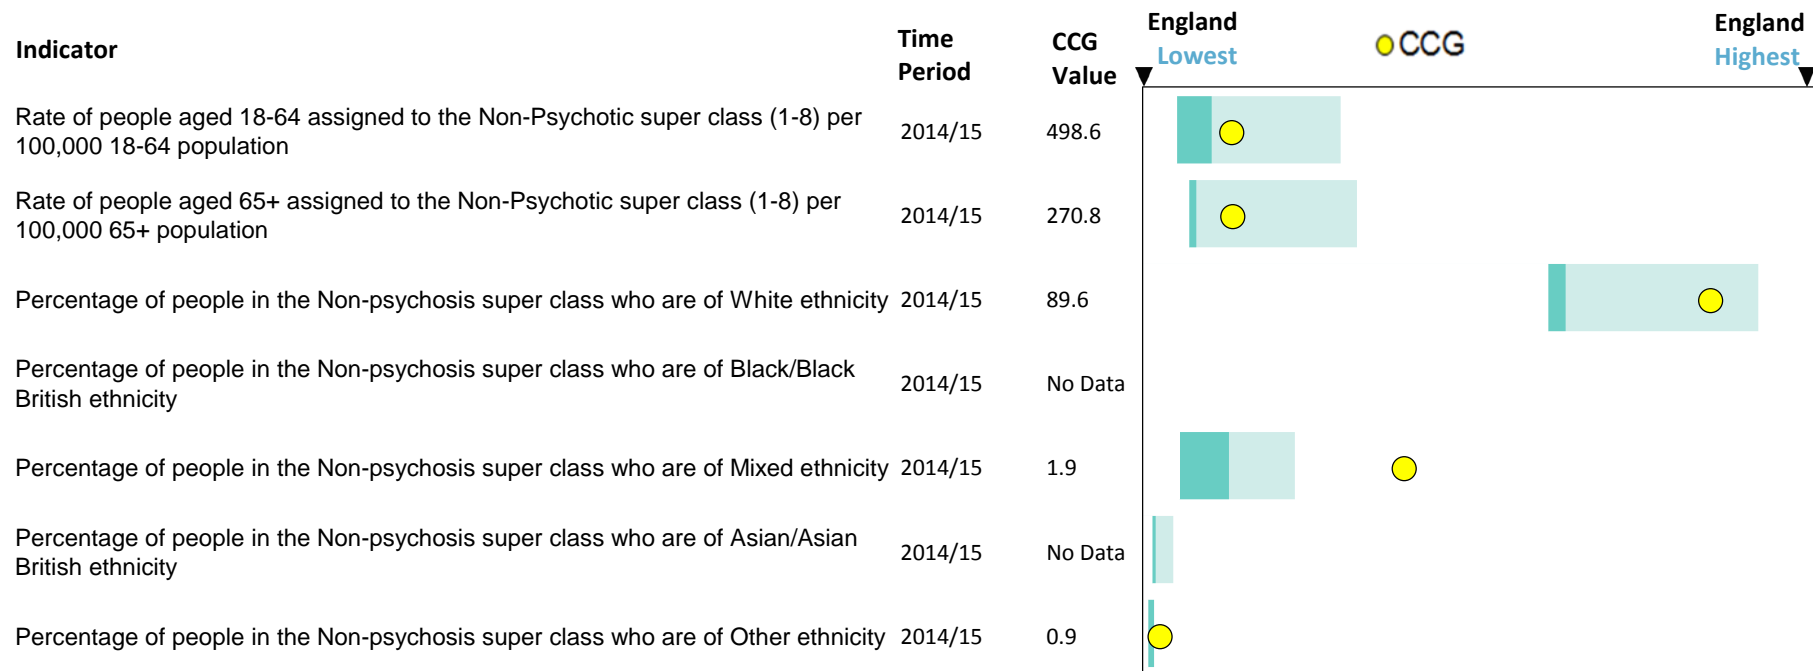 Indicator
Time
Period
CCG
Value
England
Lowest
CCG
England
Highest
Rate of people aged 18-64 assigned to the Non-Psychotic super class (1-8) per
100,000 18-64 population
2014/15
498.6
Rate of people aged 65+ assigned to the Non-Psychotic super class (1-8) per
100,000 65+ population
2014/15
270.8
Percentage of people in the Non-psychosis super class who are of White ethnicity
2014/15
89.6
Percentage of people in the Non-psychosis super class who are of Black/Black
British ethnicity
2014/15
No Data
Percentage of people in the Non-psychosis super class who are of Mixed ethnicity
2014/15
1.9
Percentage of people in the Non-psychosis super class who are of Asian/Asian
British ethnicity
2014/15
No Data
Percentage of people in the Non-psychosis super class who are of Other ethnicity
2014/15
0.9